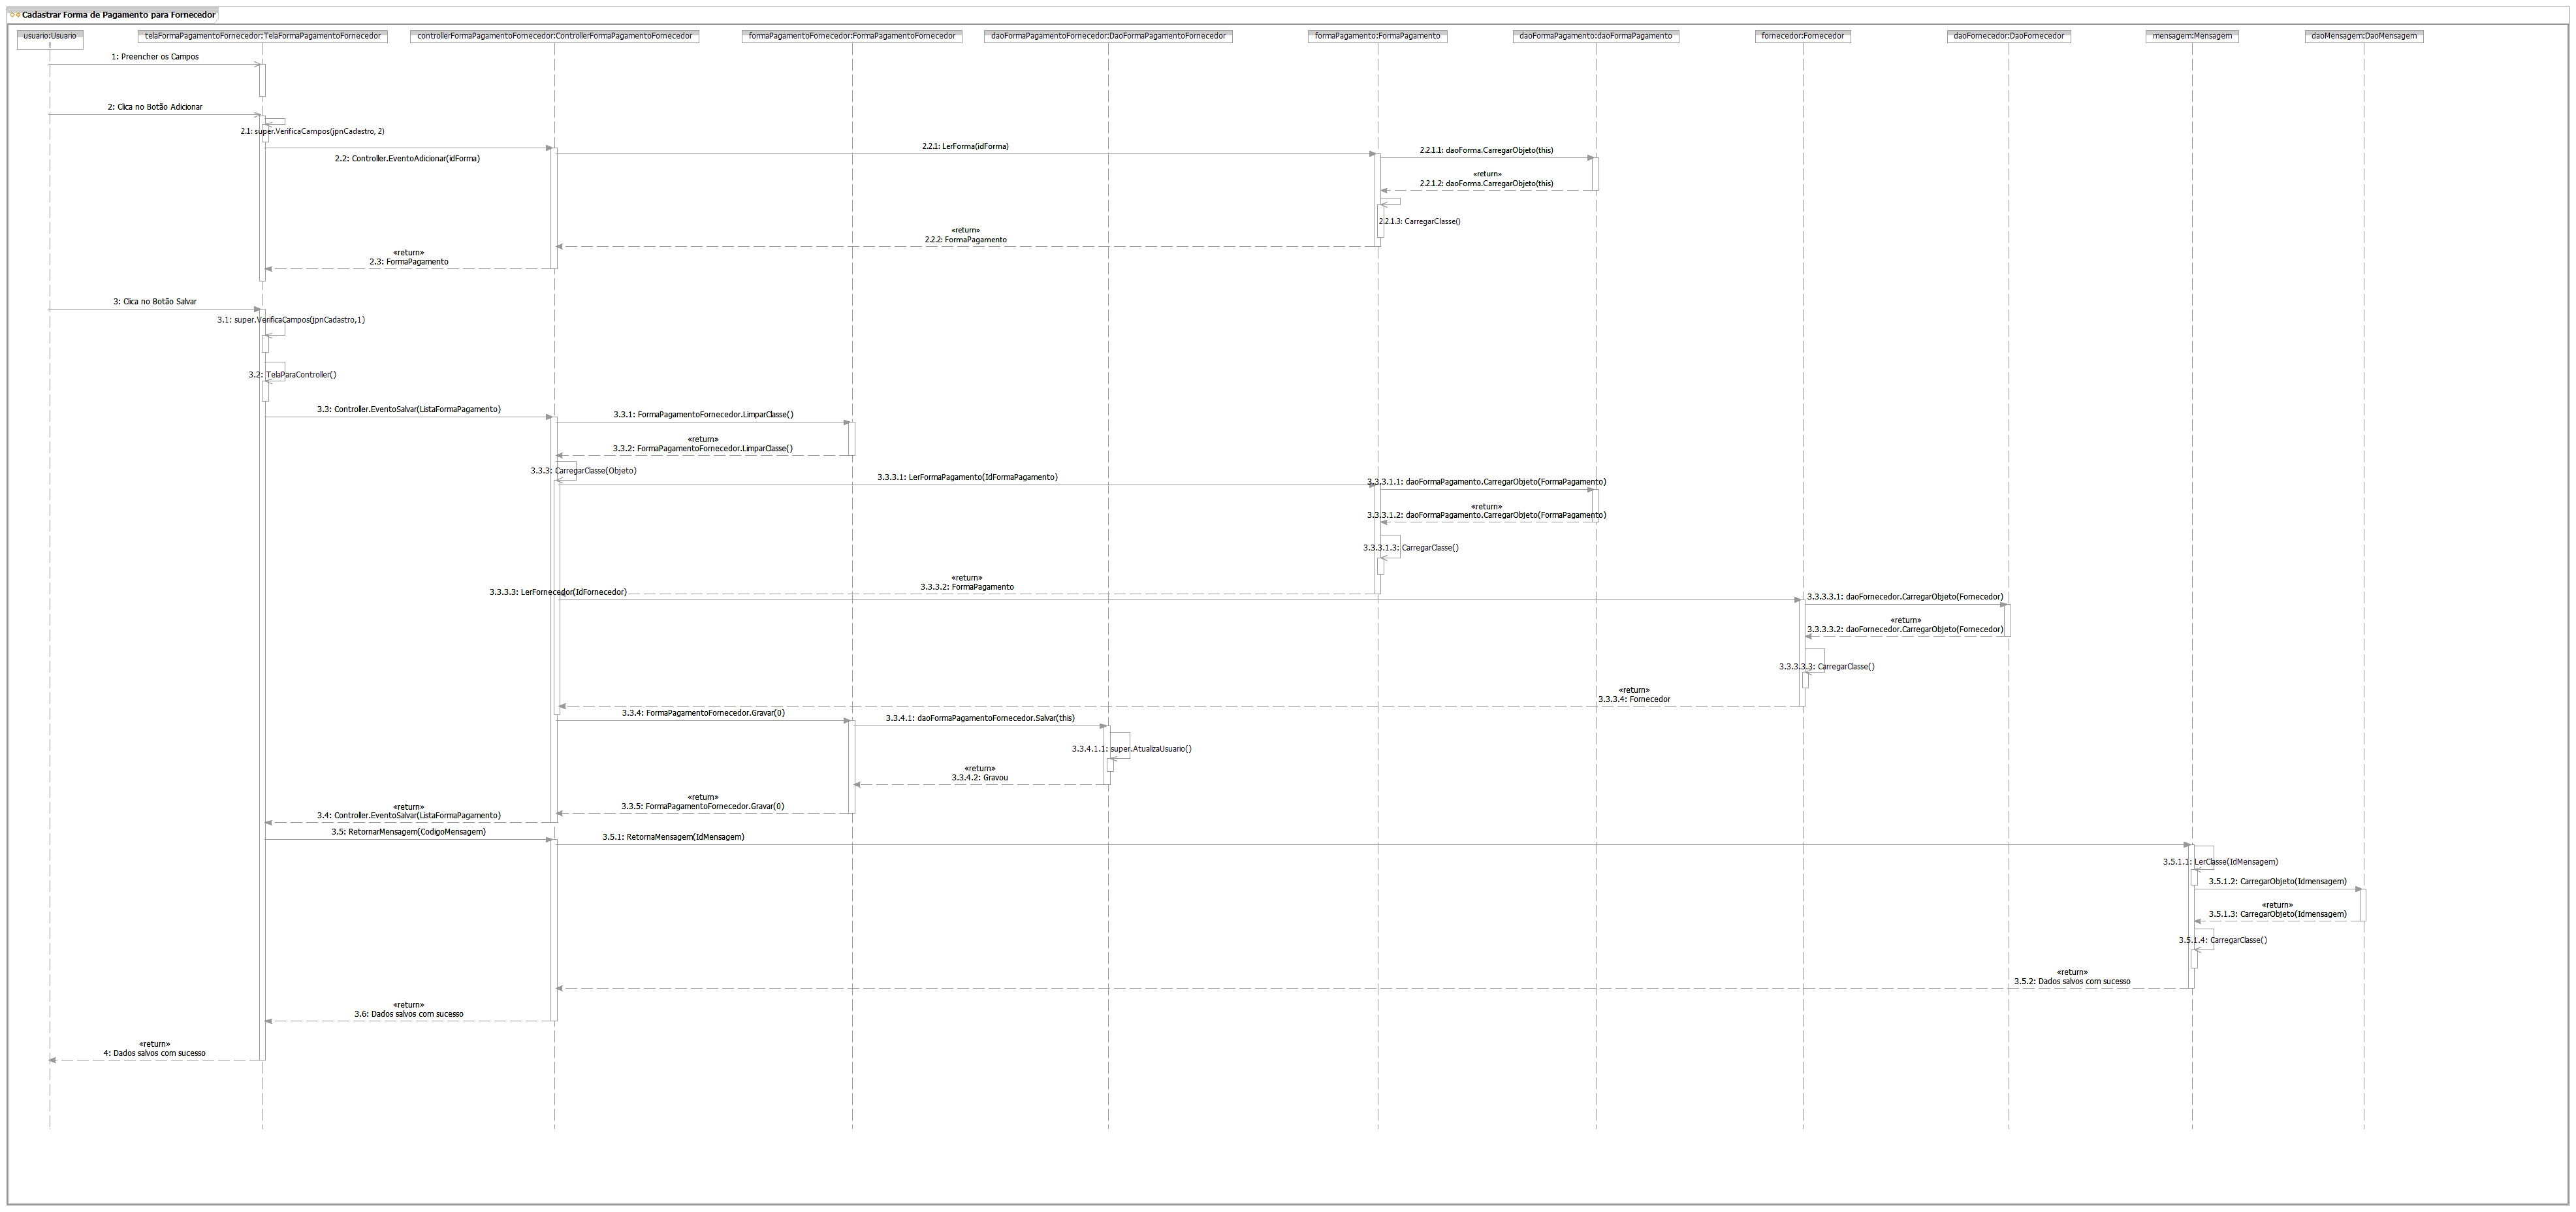 Cadastrar Forma de Pagamento para Fornecedor
usuario:Usuario
telaFormaPagamentoFornecedor:TelaFormaPagamentoFornecedor
controllerFormaPagamentoFornecedor:ControllerFormaPagamentoFornecedor
formaPagamentoFornecedor:FormaPagamentoFornecedor
daoFormaPagamentoFornecedor:DaoFormaPagamentoFornecedor
formaPagamento:FormaPagamento
daoFormaPagamento:daoFormaPagamento
fornecedor:Fornecedor
daoFornecedor:DaoFornecedor
mensagem:Mensagem
daoMensagem:DaoMensagem
1: Preencher os Campos
2: Clica no Botão Adicionar
2.1: super.VerificaCampos(jpnCadastro, 2)
2.2: Controller.EventoAdicionar(idForma)
2.2.1: LerForma(idForma)
2.2.1.1: daoForma.CarregarObjeto(this)
«return»
2.2.1.2: daoForma.CarregarObjeto(this)
2.2.1.3: CarregarClasse()
«return»
2.2.2: FormaPagamento
«return»
2.3: FormaPagamento
3: Clica no Botão Salvar
3.1: super.VerificaCampos(jpnCadastro,1)
3.2: TelaParaController()
3.3: Controller.EventoSalvar(ListaFormaPagamento)
3.3.1: FormaPagamentoFornecedor.LimparClasse()
«return»
3.3.2: FormaPagamentoFornecedor.LimparClasse()
3.3.3: CarregarClasse(Objeto)
3.3.3.1: LerFormaPagamento(IdFormaPagamento)
3.3.3.1.1: daoFormaPagamento.CarregarObjeto(FormaPagamento)
«return»
3.3.3.1.2: daoFormaPagamento.CarregarObjeto(FormaPagamento)
3.3.3.1.3: CarregarClasse()
«return»
3.3.3.2: FormaPagamento
3.3.3.3: LerFornecedor(IdFornecedor)
3.3.3.3.1: daoFornecedor.CarregarObjeto(Fornecedor)
«return»
3.3.3.3.2: daoFornecedor.CarregarObjeto(Fornecedor)
3.3.3.3.3: CarregarClasse()
«return»
3.3.3.4: Fornecedor
3.3.4: FormaPagamentoFornecedor.Gravar(0)
3.3.4.1: daoFormaPagamentoFornecedor.Salvar(this)
3.3.4.1.1: super.AtualizaUsuario()
«return»
3.3.4.2: Gravou
«return»
3.3.5: FormaPagamentoFornecedor.Gravar(0)
«return»
3.4: Controller.EventoSalvar(ListaFormaPagamento)
3.5: RetornarMensagem(CodigoMensagem)
3.5.1: RetornaMensagem(IdMensagem)
3.5.1.1: LerClasse(IdMensagem)
3.5.1.2: CarregarObjeto(Idmensagem)
«return»
3.5.1.3: CarregarObjeto(Idmensagem)
3.5.1.4: CarregarClasse()
«return»
3.5.2: Dados salvos com sucesso
«return»
3.6: Dados salvos com sucesso
«return»
4: Dados salvos com sucesso